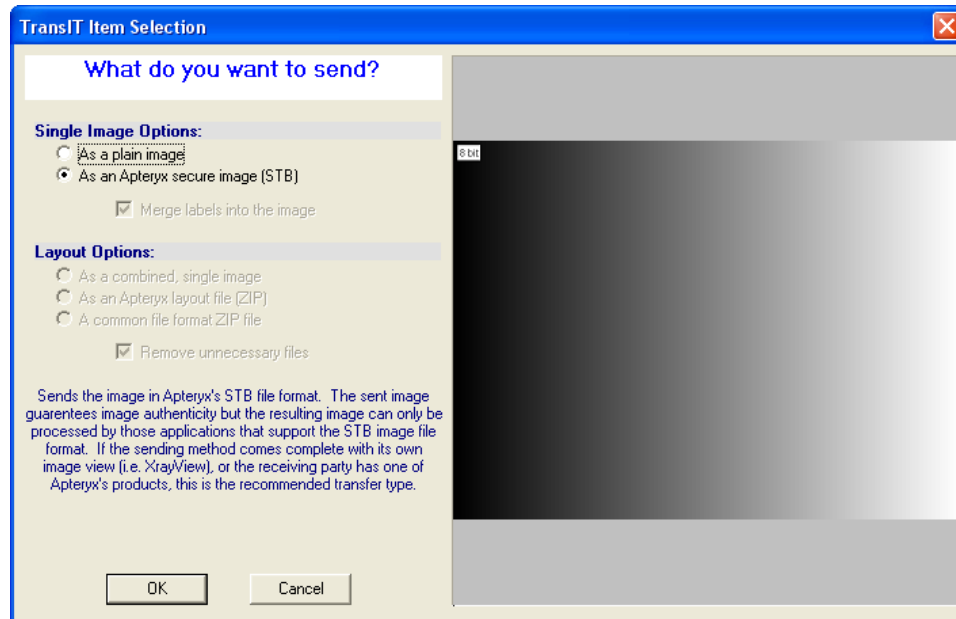 TransIT Item Selection
What do you want to send?
Single Image Options:
As a plain image
As an Apteryx secure image (STB)
Merge labels into the image
Layout Options:
As a combined, single image
As an Apteryx layout file (ZIP)
A common file format ZIP file
Remove unnecessary files
Sends the image in Apteryx's STB file format. The sent image
guarentees image authenticity but the resulting image can only be
processed by those applications that support the STB image file
format. If the sending method comes complete with its own
image view (i.e. XrayView), or the receiving party has one of
Apteryx's products, this is the recommended transfer type.
OK
Cancel
8 bit